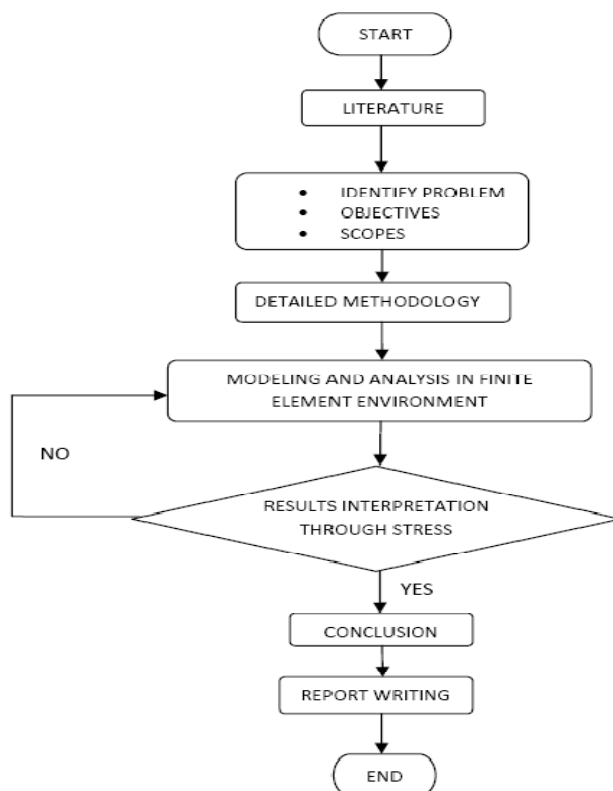 START
LITERATURE
• IDENTIFY PROBLEM
• OBJECTIVES
• SCOPES
DETAILED METHODOLOGY
MODELING AND ANALYSIS IN FINITE
ELEMENT ENVIRONMENT
NO
RESULTS INTERPRETATION
THROUGH STRESS
YES
CONCLUSION
REPORT WRITING
END